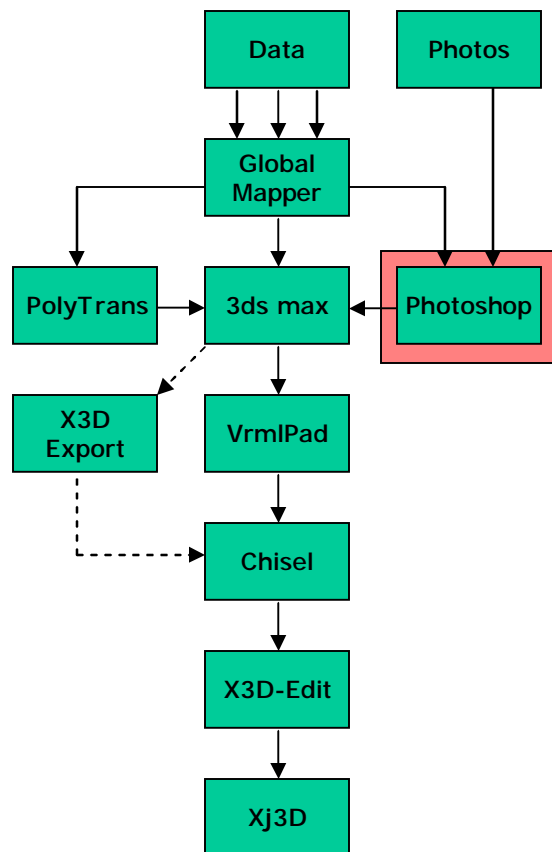 Data
Photos
Global
Mapper
PolyTrans
3ds max
Photoshop
X3D
Export
VrmlPad
Chisel
X3D-Edit
Xj3D